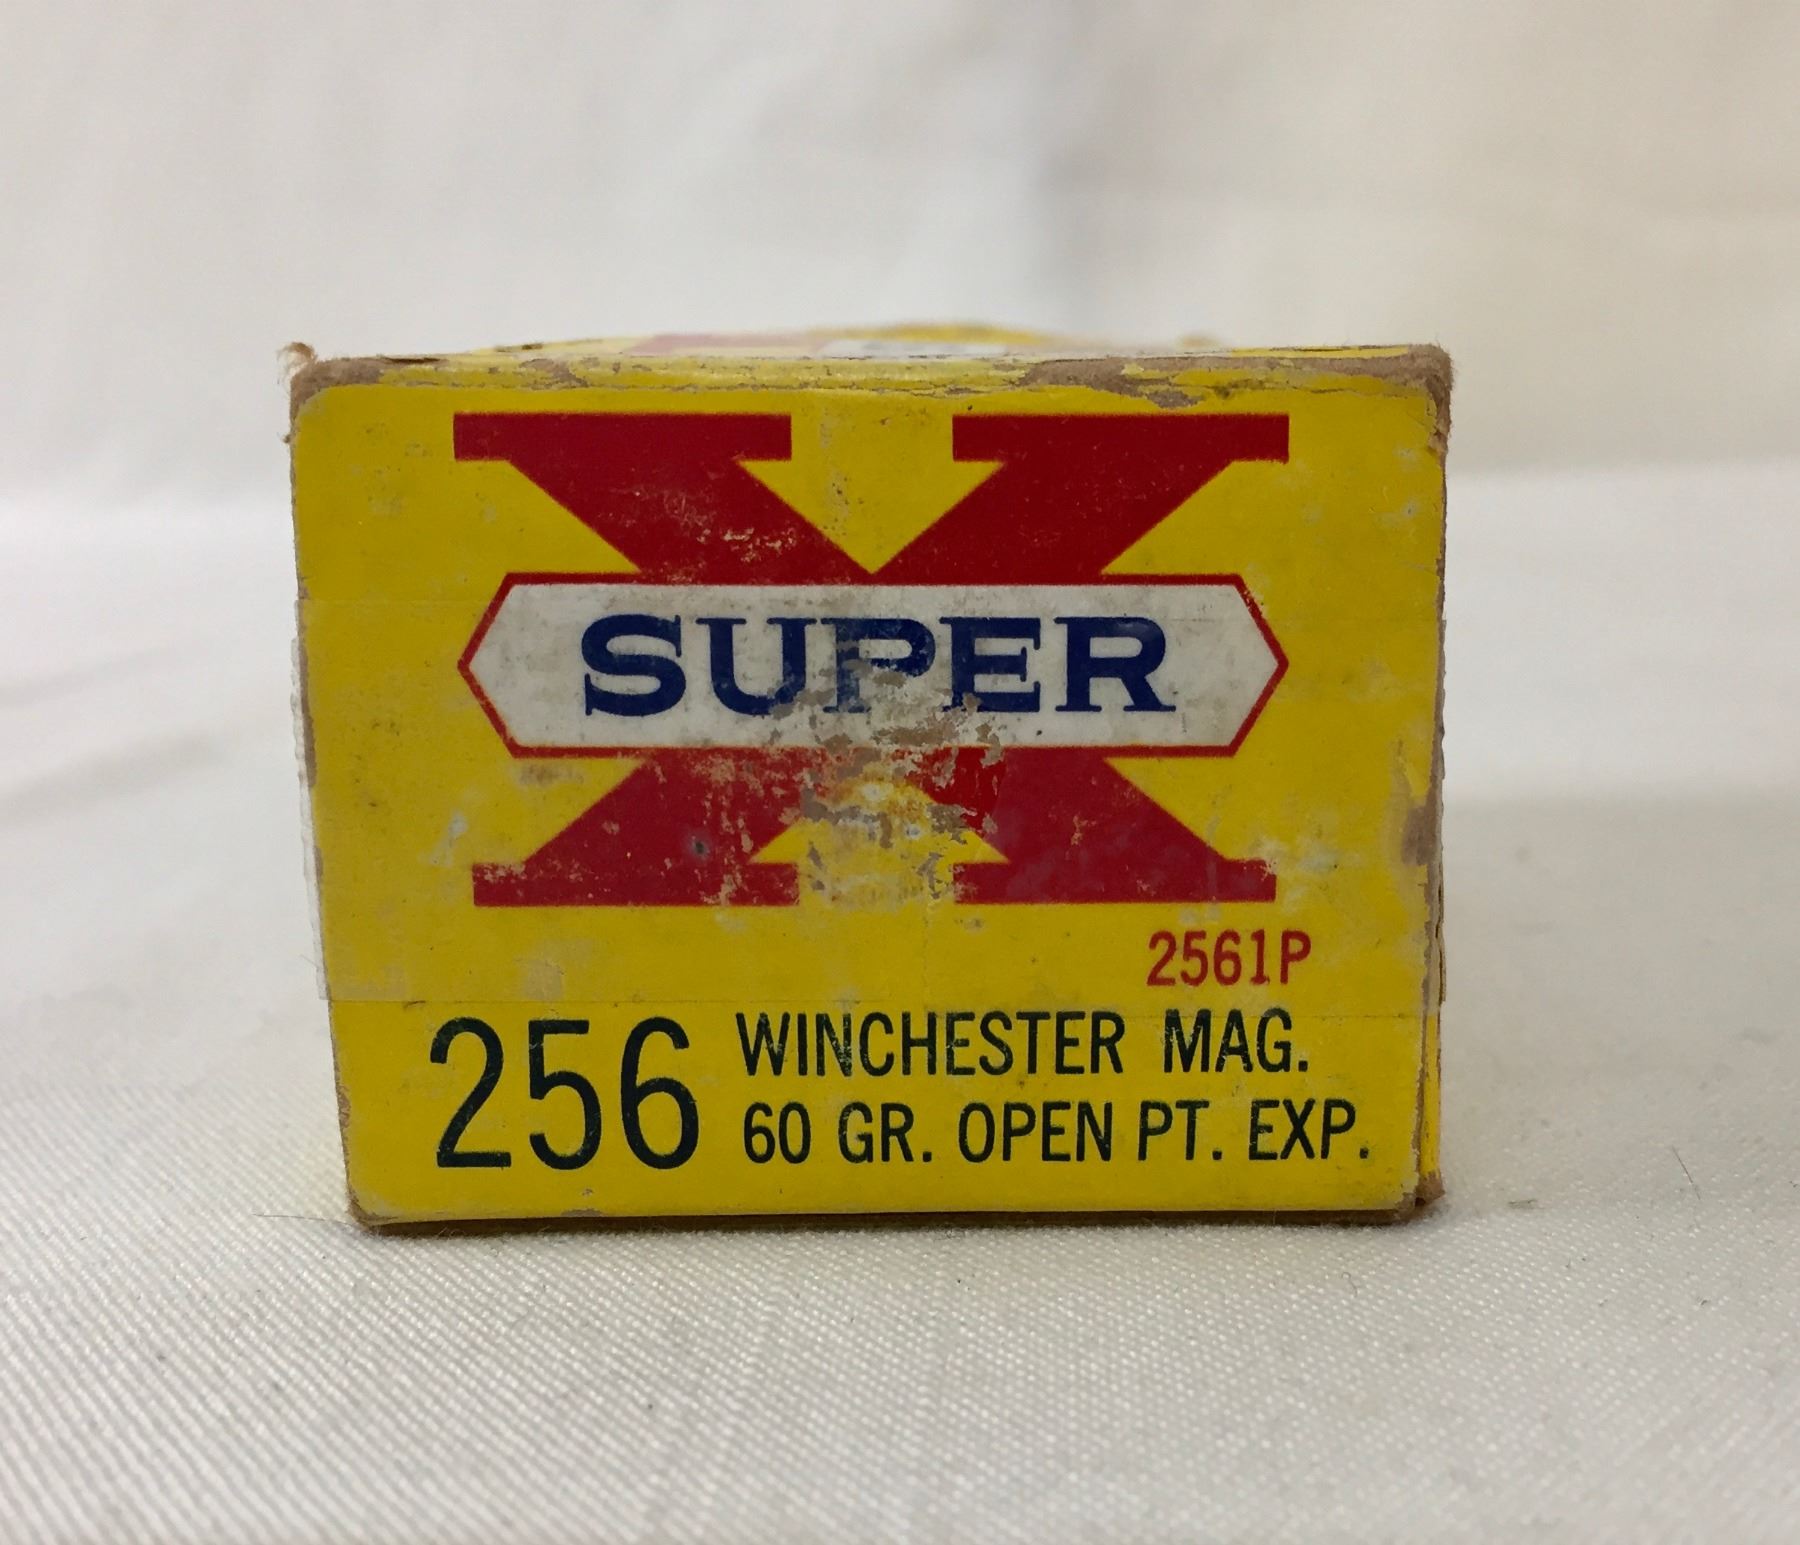 X
SUPER
2561P
256 WINCHESTER MAG.
60 GR. OPEN PT. EXP.